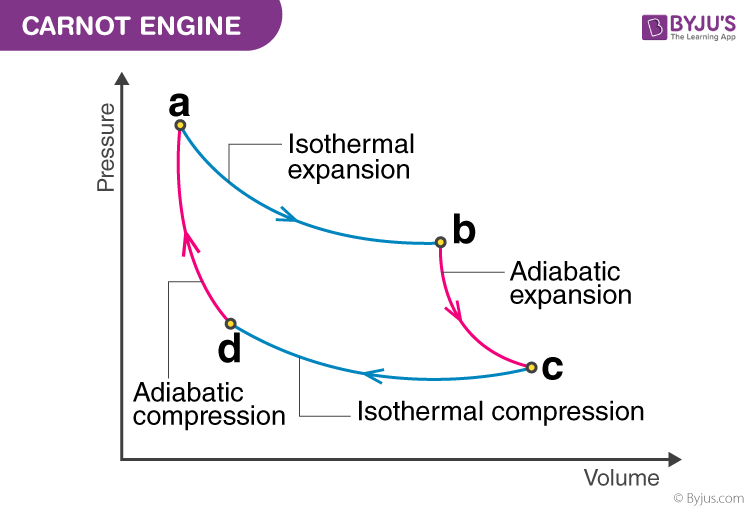 CARNOT ENGINE
BYJU'S
The Learning App
a
Isothermal
expansion
Pressure
b
Adiabatic
expansion
d
c
Adiabatic
compression
Isothermal compression
Volume
© Byjus.com